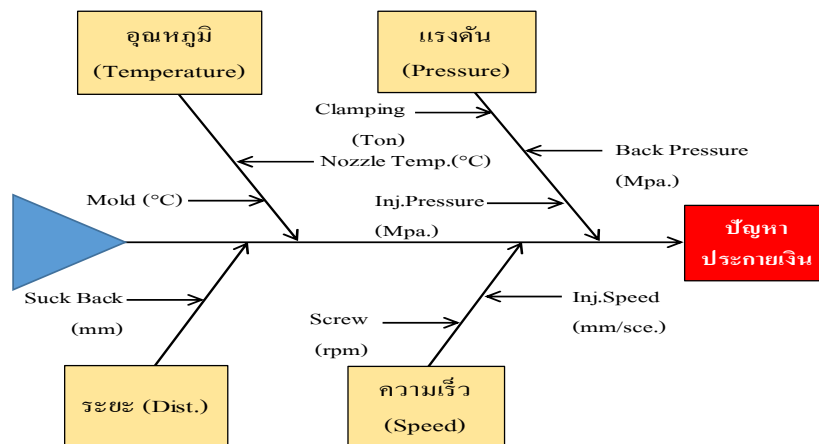 อุณหภูมิ
(Temperature)
แรงดัน
(Pressure)
Clamping
(Ton)
Nozzle Temp.(°C)
Back Pressure
(Mpa.)
Mold (°C)
Inj.Pressure
(Mpa.)
ปัญหา
ประกายเงิน
Suck Back
(mm)
Screw
(rpm)
Inj.Speed
(mm/sce.)
ระยะ (Dist.)
ความเร็ว
(Speed)